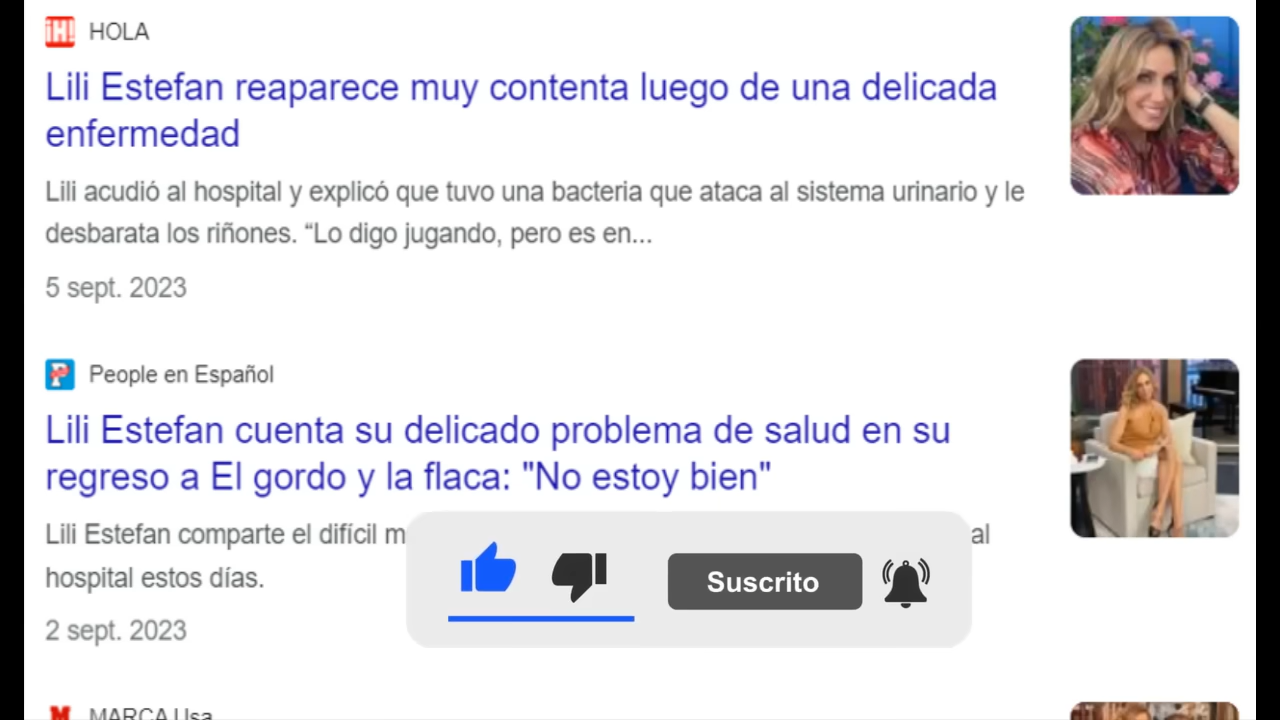 ¡H! HOLA
Lili Estefan reaparece muy contenta luego de una delicada
enfermedad
Lili acudió al hospital y explicó que tuvo una bacteria que ataca al sistema urinario y le
desbarata los riñones. “Lo digo jugando, pero es en...
5 sept. 2023
P People en Español
Lili Estefan cuenta su delicado problema de salud en su
regreso a El gordo y la flaca: "No estoy bien"
Lili Estefan comparte el difícil m al
hospital estos días.
Suscrito
2 sept. 2023
M MARCA Usa